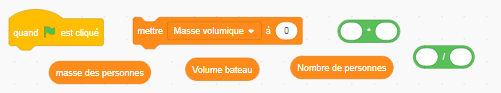 quand est cliqué
mettre Masse volumique à 0
*
/
masse des personnes
Volume bateau
Nombre de personnes